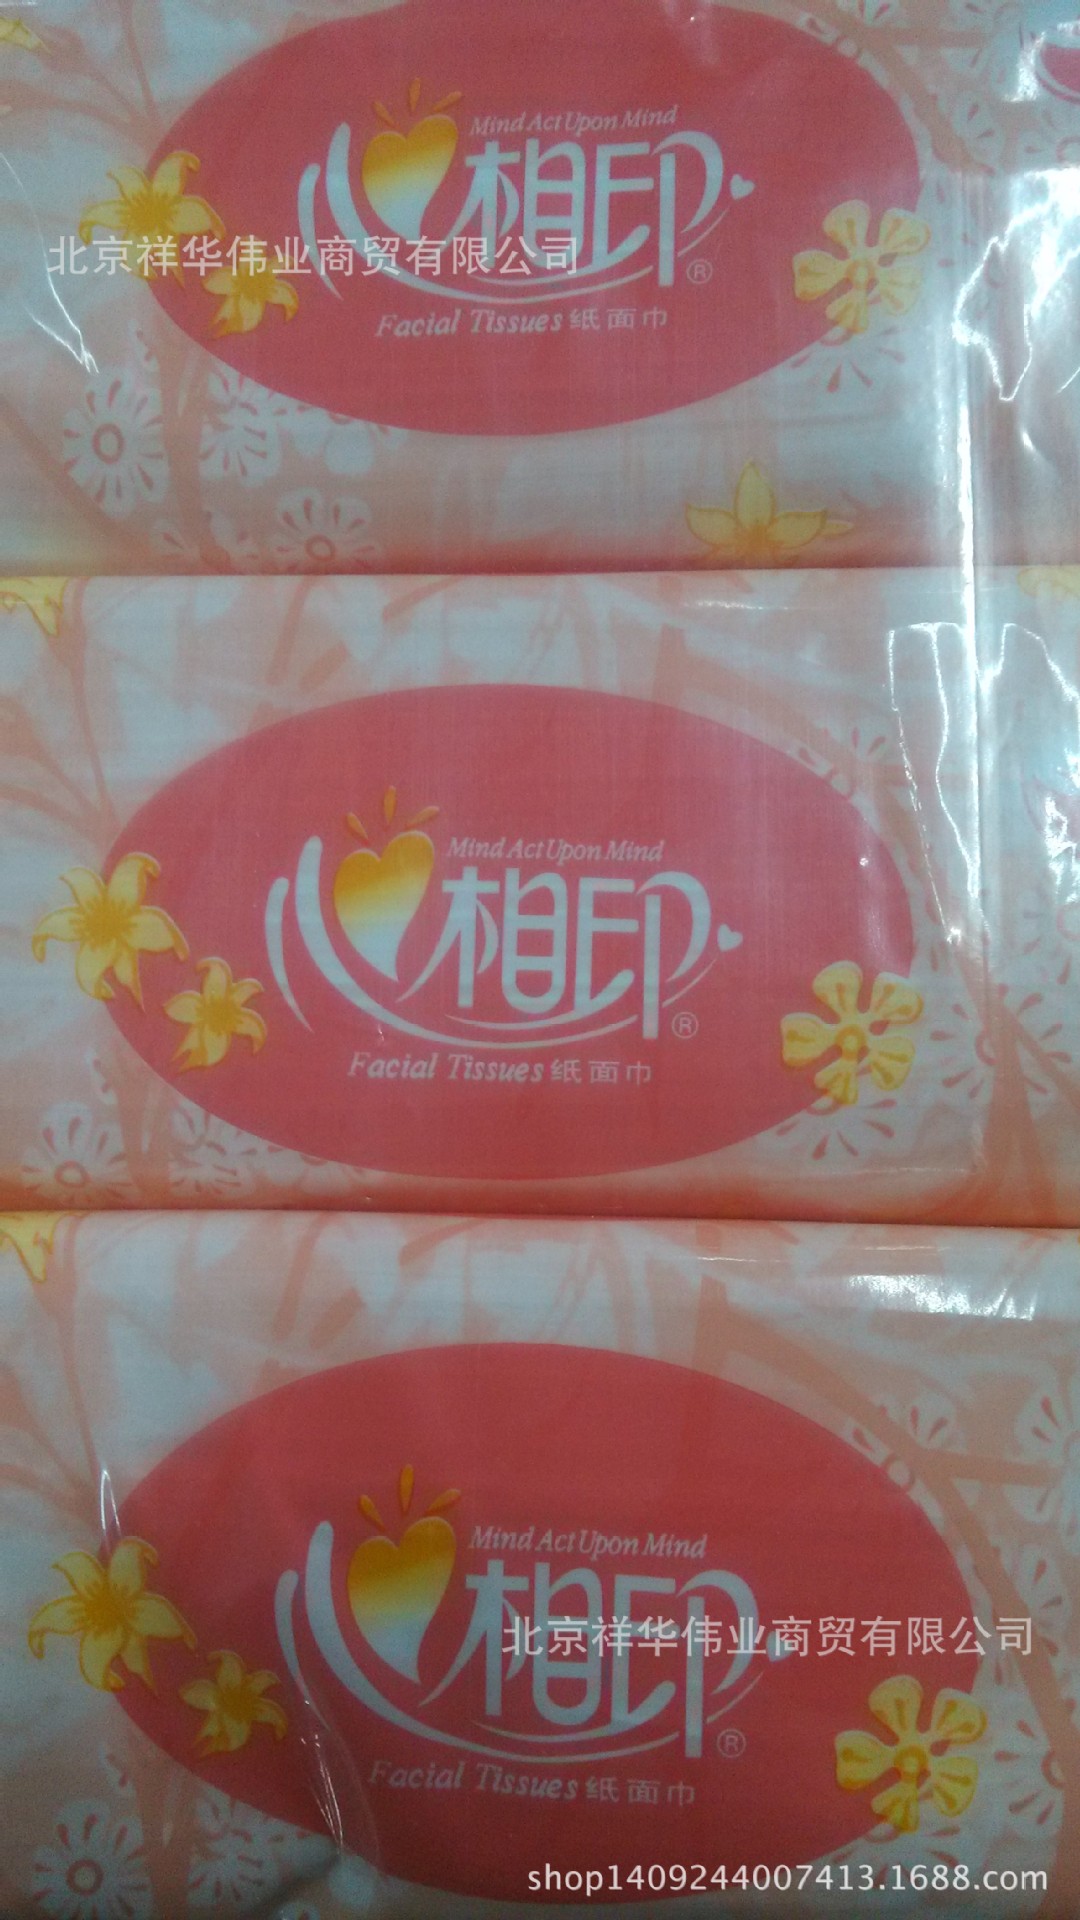 Mind Act Upon Mind
心相印
®
北京祥华伟业商贸有限公司
Facial Tissues 纸面巾
Mind Act Upon Mind
心相印
®
Facial Tissues 纸面巾
Mind Act Upon Mind
心相印
北京祥华伟业商贸有限公司
®
Facial Tissues 纸面巾
shop1409244007413.1688.com